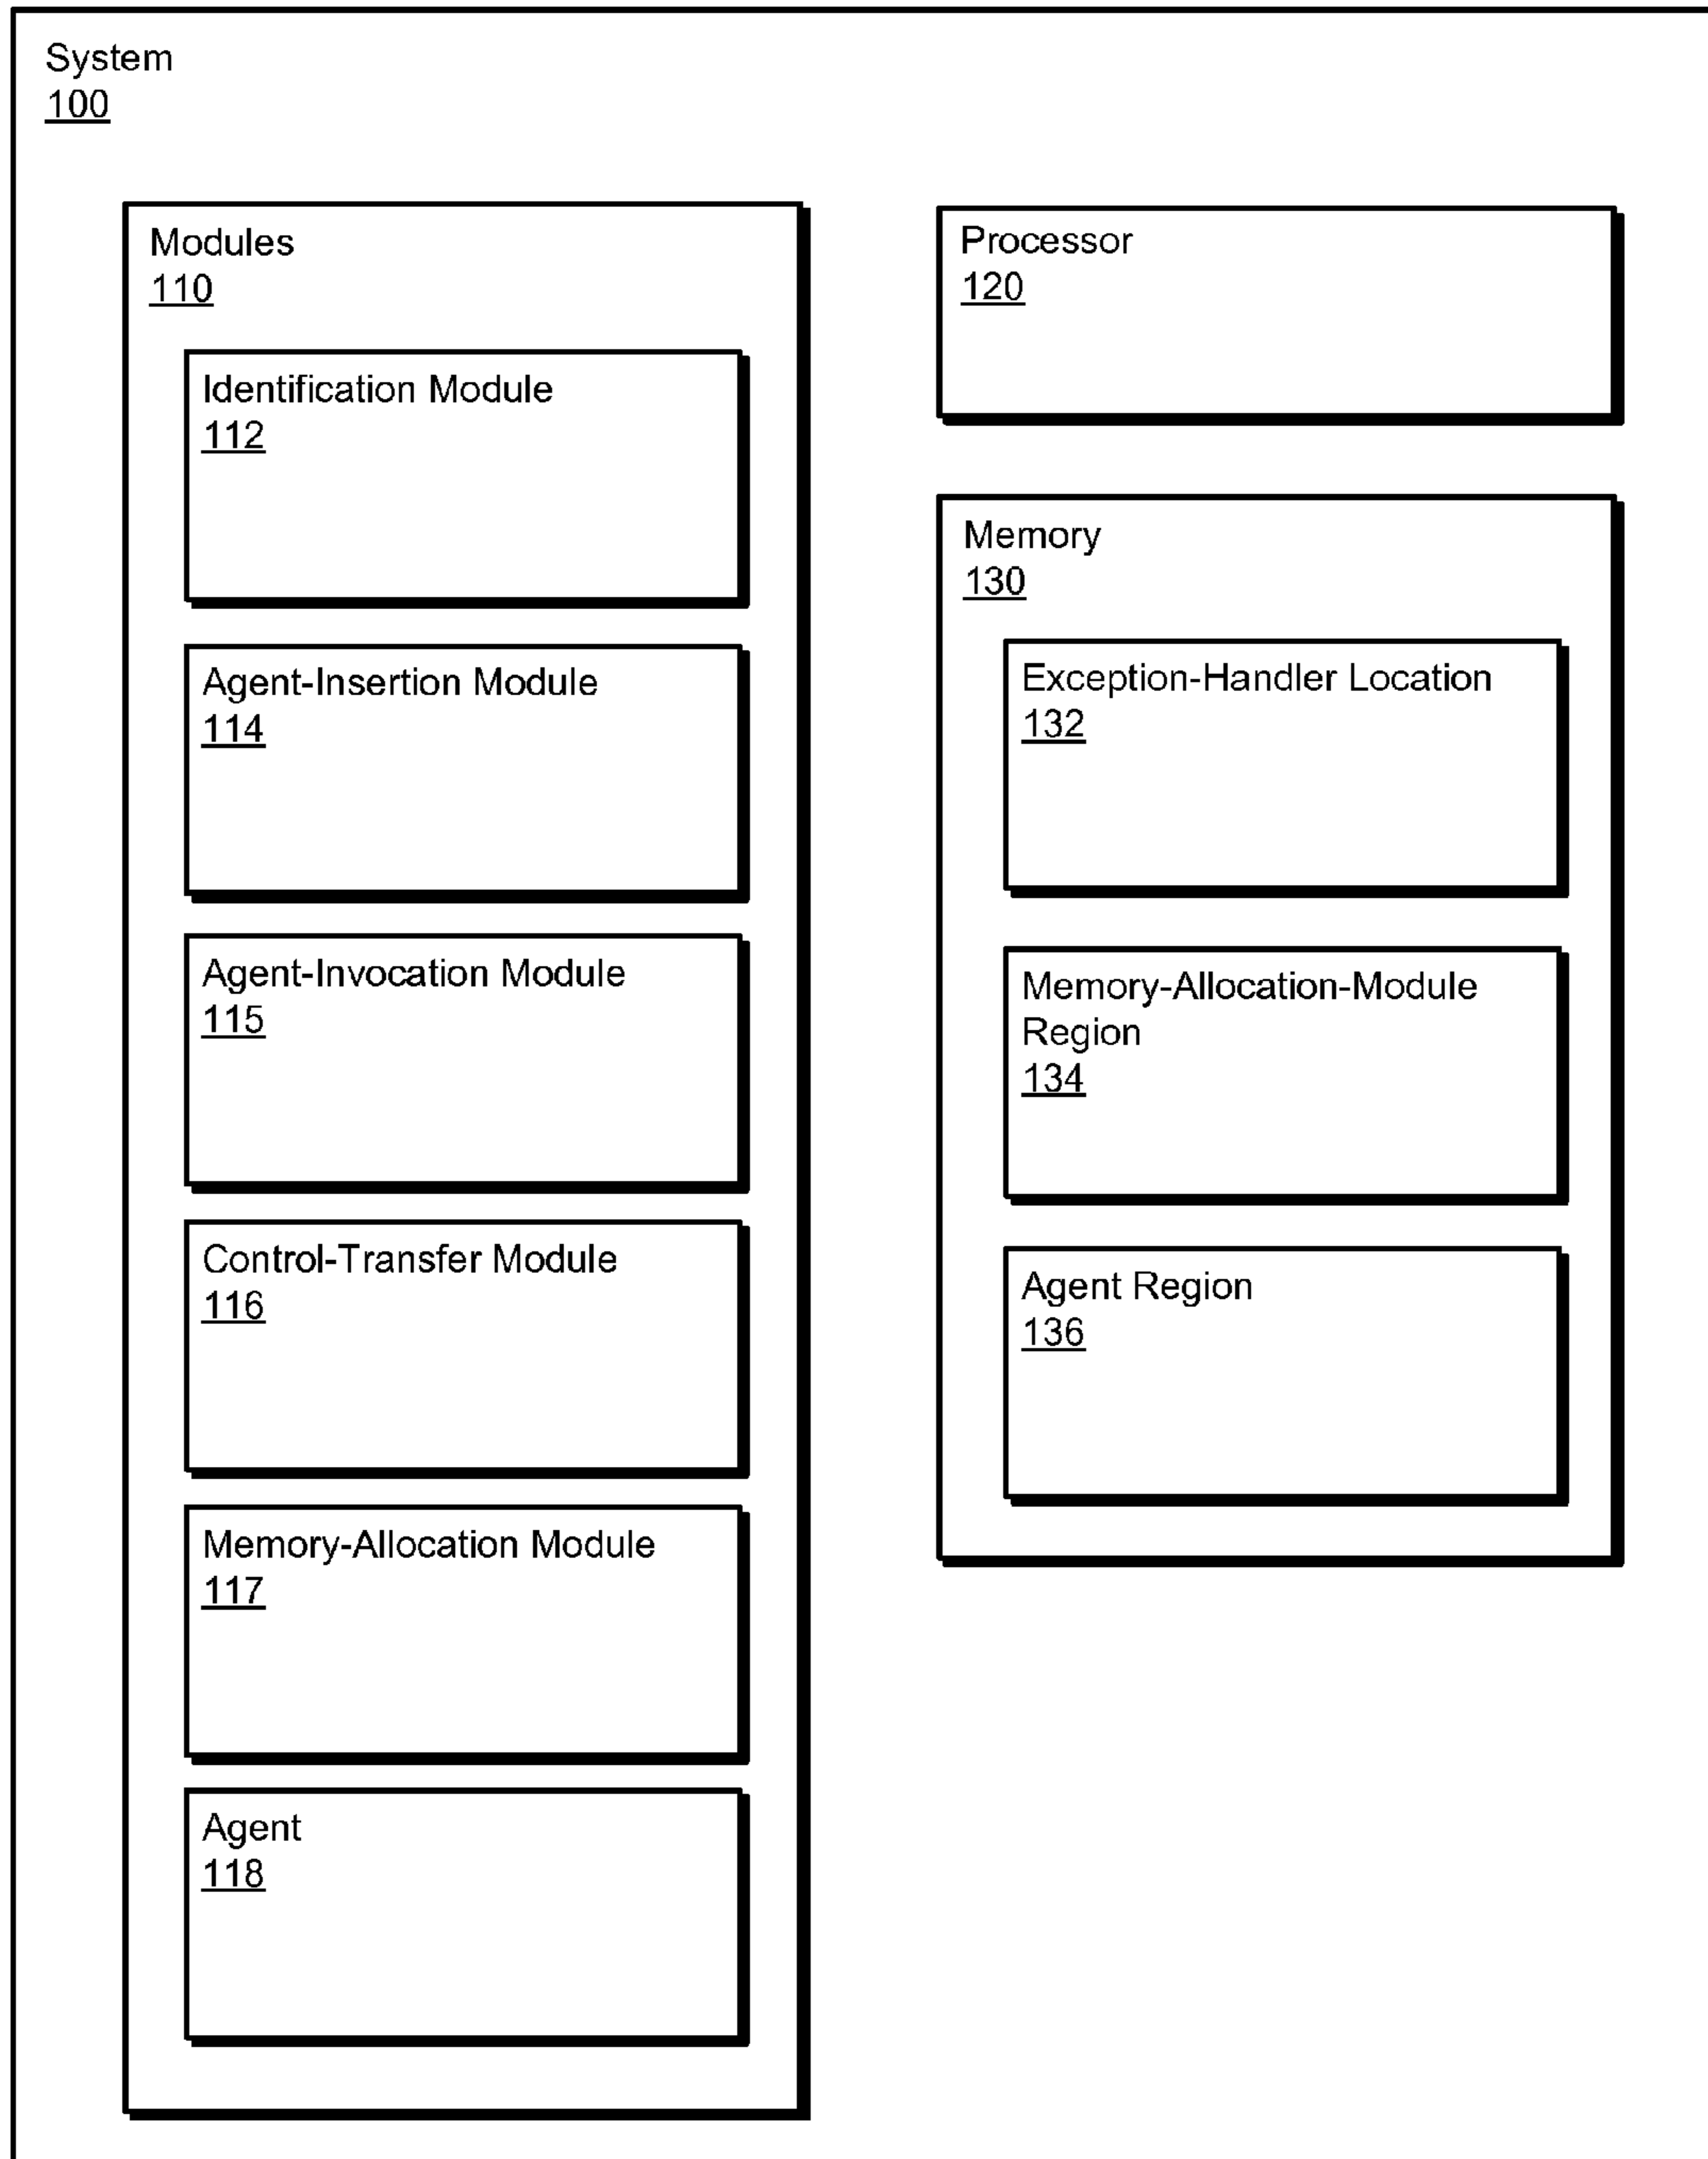 System
100
Modules
110
Identification Module
112
Agent-Insertion Module
114
Agent-Invocation Module
115
Control-Transfer Module
116
Memory-Allocation Module
117
Agent
118
Processor
120
Memory
130
Exception-Handler Location
132
Memory-Allocation-Module
Region
134
Agent Region
136